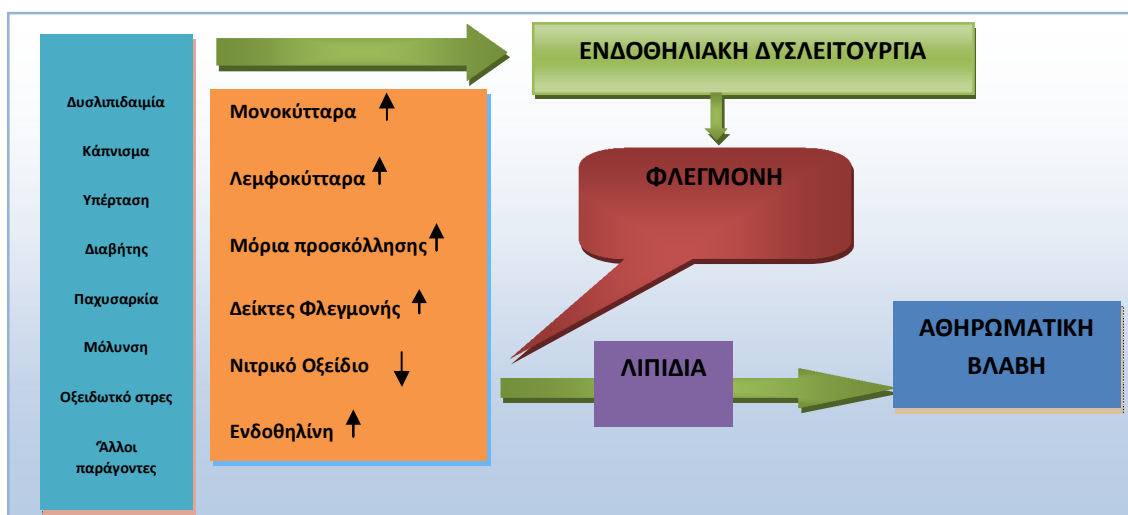 Δυσλιπιδαιμία
Κάπνισμα
Υπέρταση
Διαβήτης
Παχυσαρκία
Μόλυνση
Οξειδωτκό στρες
Άλλοι
παράγοντες
Μονοκύτταρα
Λεμφοκύτταρα
Μόρια προσκόλλησης
Δείκτες Φλεγμονής
Νιτρικό Οξείδιο
Ενδοθηλίνη
ΕΝΔΟΘΗΛΙΑΚΗ ΔΥΣΛΕΙΤΟΥΡΓΙΑ
ΦΛΕΓΜΟΝΗ
ΛΙΠΙΔΙΑ
ΑΘΗΡΩΜΑΤΙΚΗ
ΒΛΑΒΗ